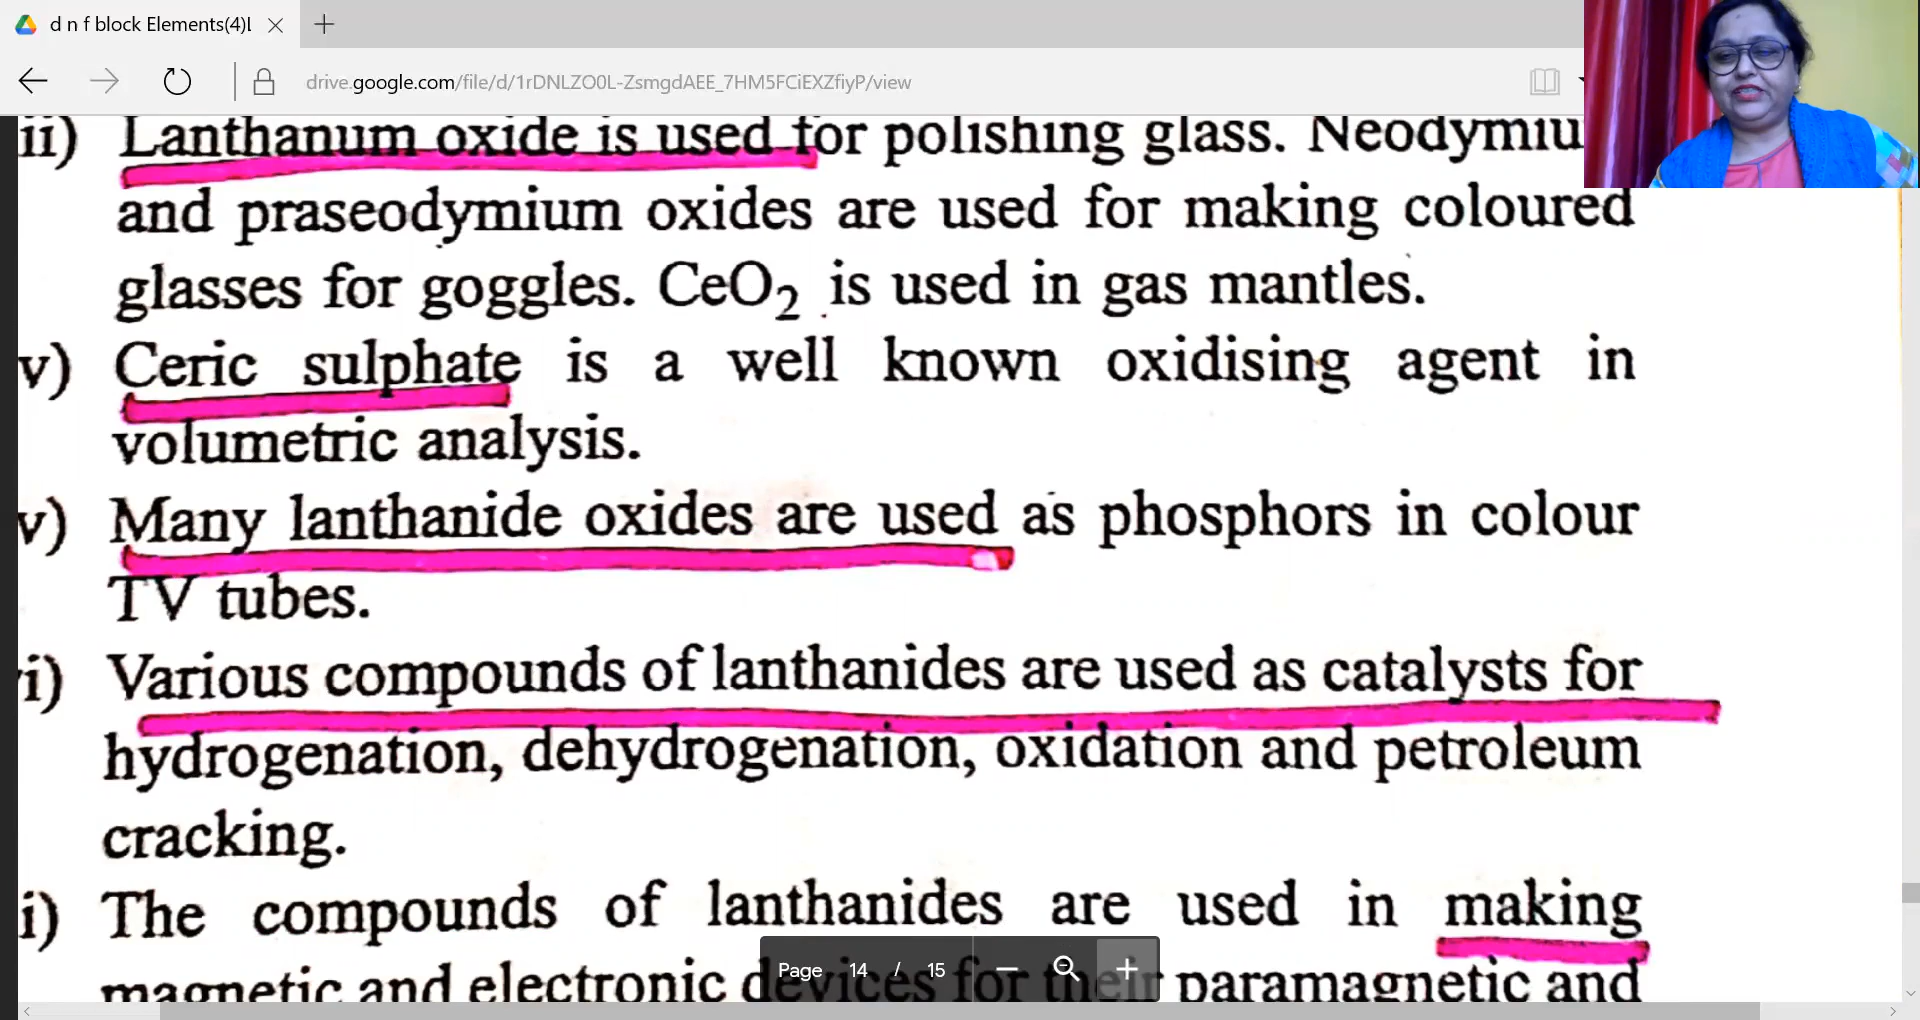 d n f block Elements(4)l
drive.google.com/file/d/1rDNLZO0L-ZsmgdAEE_7HM5FCiEXZfiyP/view
ii) Lanthanum oxide is used for polishing glass. Neodymiu
and praseodymium oxides are used for making coloured
glasses for goggles. CeO2 is used in gas mantles.
v) Ceric sulphate is a well known oxidising agent in
volumetric analysis.
v) Many lanthanide oxides are used as phosphors in colour
TV tubes.
i) Various compounds of lanthanides are used as catalysts for
hydrogenation, dehydrogenation, oxidation and petroleum
cracking.
i) The compounds of lanthanides are used in making
magnetic and electronic devices for their paramagnetic and
Page 14 / 15